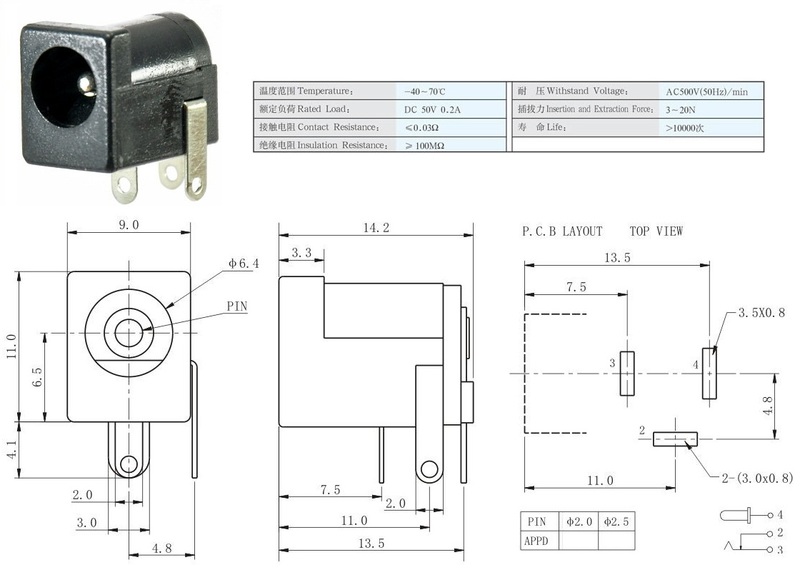 温度范围 Temperature: -40~70℃ 耐 压 Withstand Voltage: AC500V(50Hz)/min
额定负荷 Rated Load: DC 50V 0.2A 插拔力 Insertion and Extraction Force: 3-20N
接触电阻 Contact Resistance: ≤0.03Ω 寿 命 Life: >10000次
绝缘电阻 Insulation Resistance: ≥100MΩ
9.0
φ6.4
PIN
11.0
6.5
4.1
2.0
3.0
4.8
14.2
3.3
7.5
2.0
11.0
13.5
P.C.B LAYOUT TOP VIEW
13.5
7.5
3.5X0.8
3
4
4.8
2
11.0
2-(3.0x0.8)
PIN φ2.0 φ2.5
APPD
4
2
3